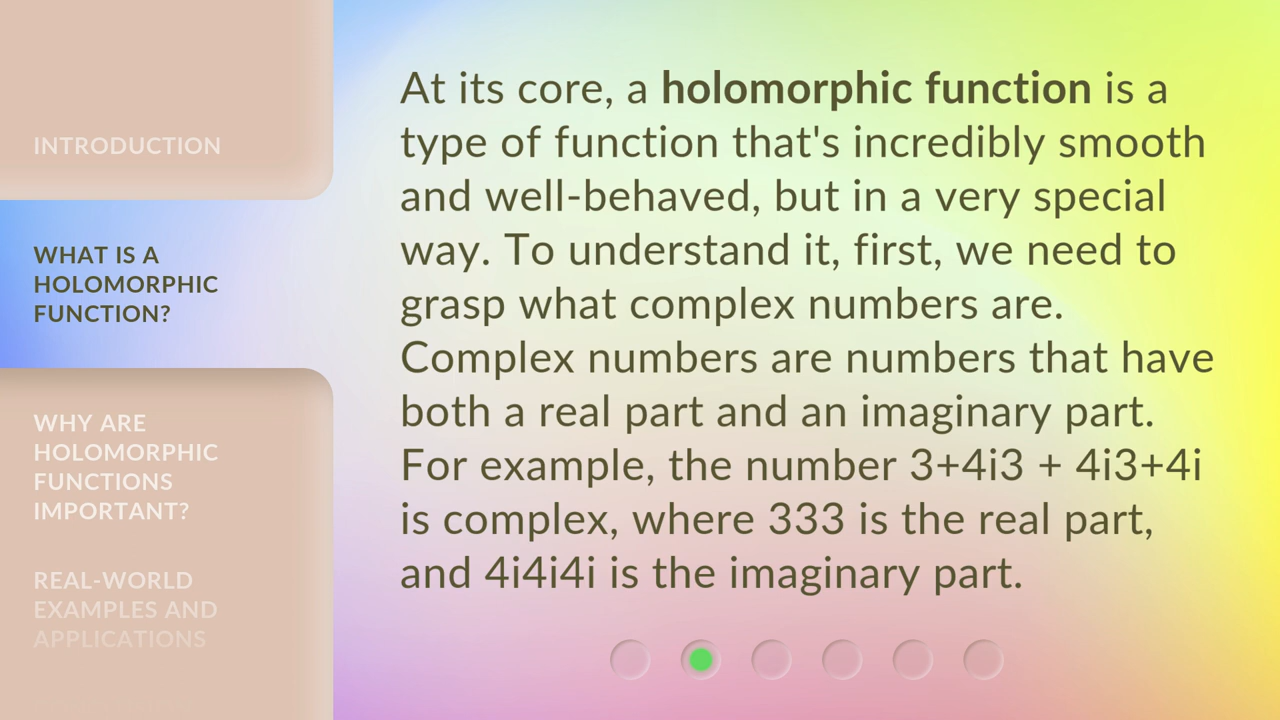 INTRODUCTION
WHAT IS A
HOLOMORPHIC
FUNCTION?
WHY ARE
HOLOMORPHIC
FUNCTIONS
IMPORTANT?
REAL-WORLD
EXAMPLES AND
APPLICATIONS
At its core, a holomorphic function is a
type of function that's incredibly smooth
and well-behaved, but in a very special
way. To understand it, first, we need to
grasp what complex numbers are.
Complex numbers are numbers that have
both a real part and an imaginary part.
For example, the number 3+4i3 + 4i3+4i
is complex, where 333 is the real part,
and 4i4i4i is the imaginary part.